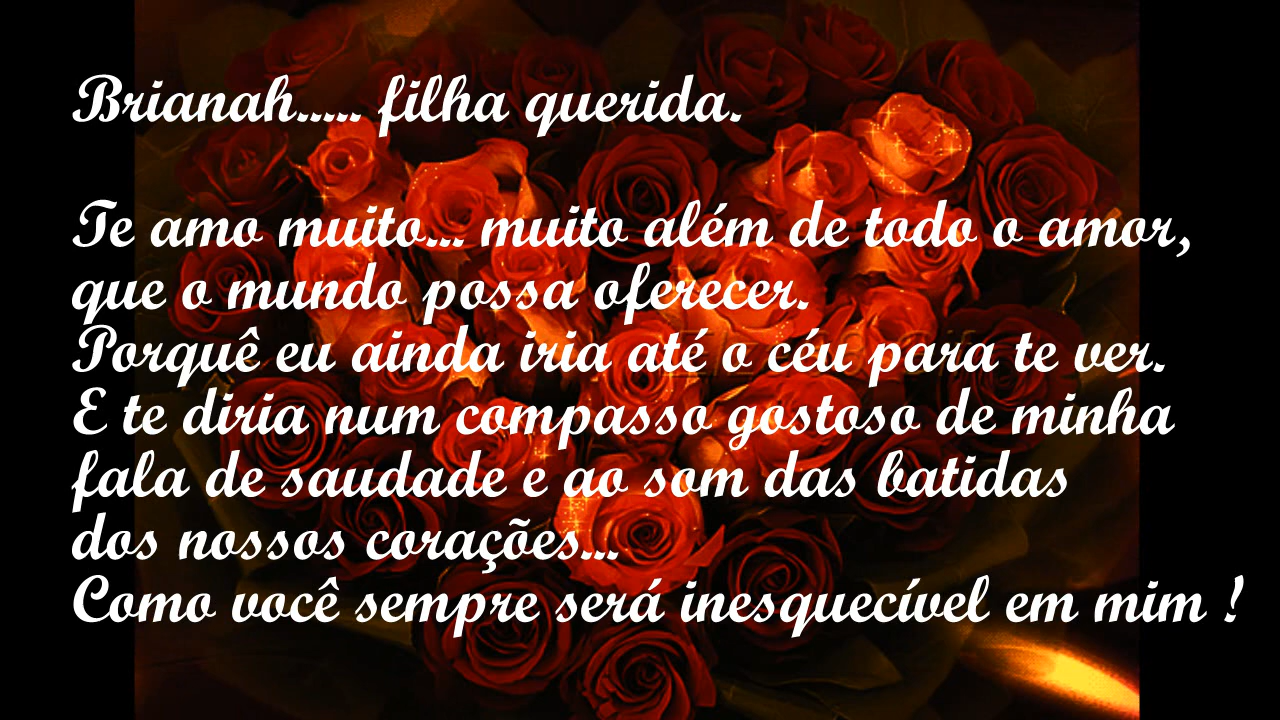 Brianah..... filha querida.
Te amo muito... muito além de todo o amor,
que o mundo possa oferecer.
Porquê eu ainda iria até o céu para te ver.
E te diria num compasso gostoso de minha
fala de saudade e ao som das batidas
dos nossos corações...
Como você sempre será inesquecível em mim !